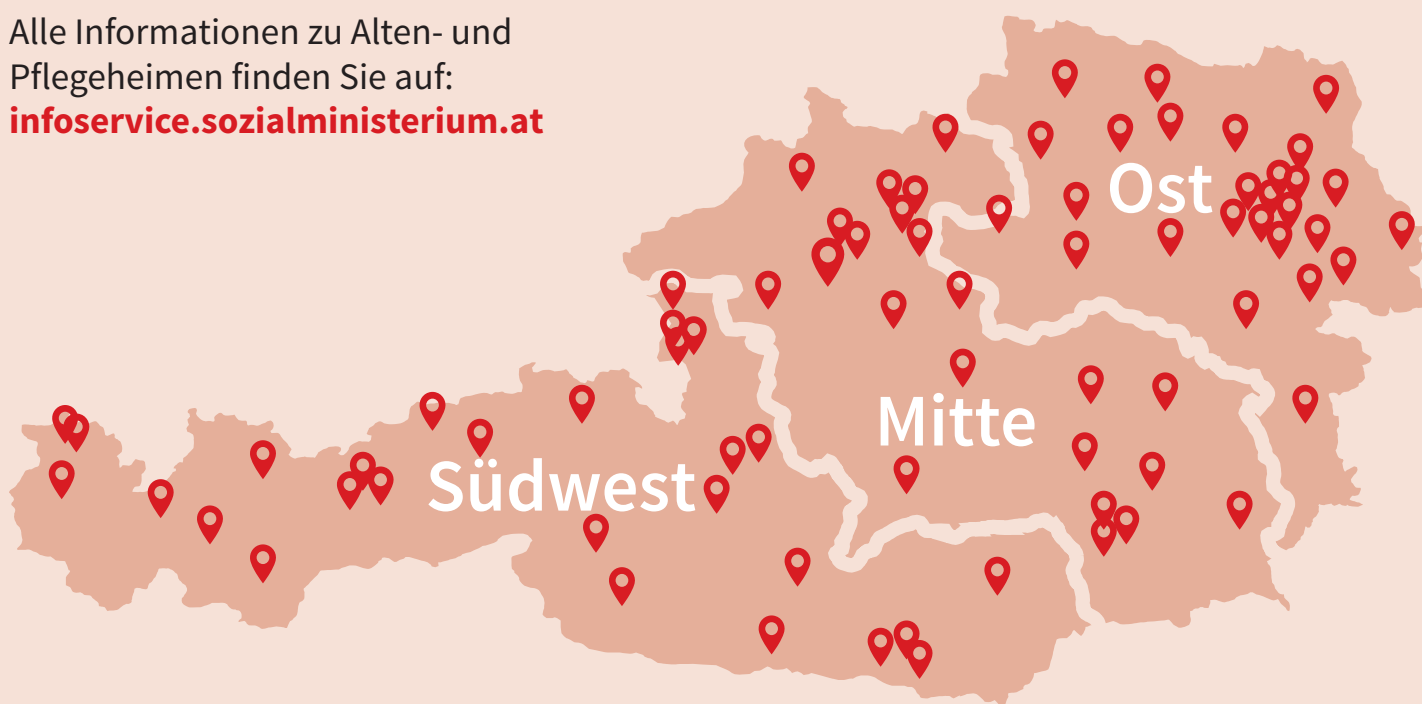 Alle Informationen zu Alten- und
Pflegeheimen finden Sie auf:
infoservice.sozialministerium.at
Ost
Mitte
Südwest